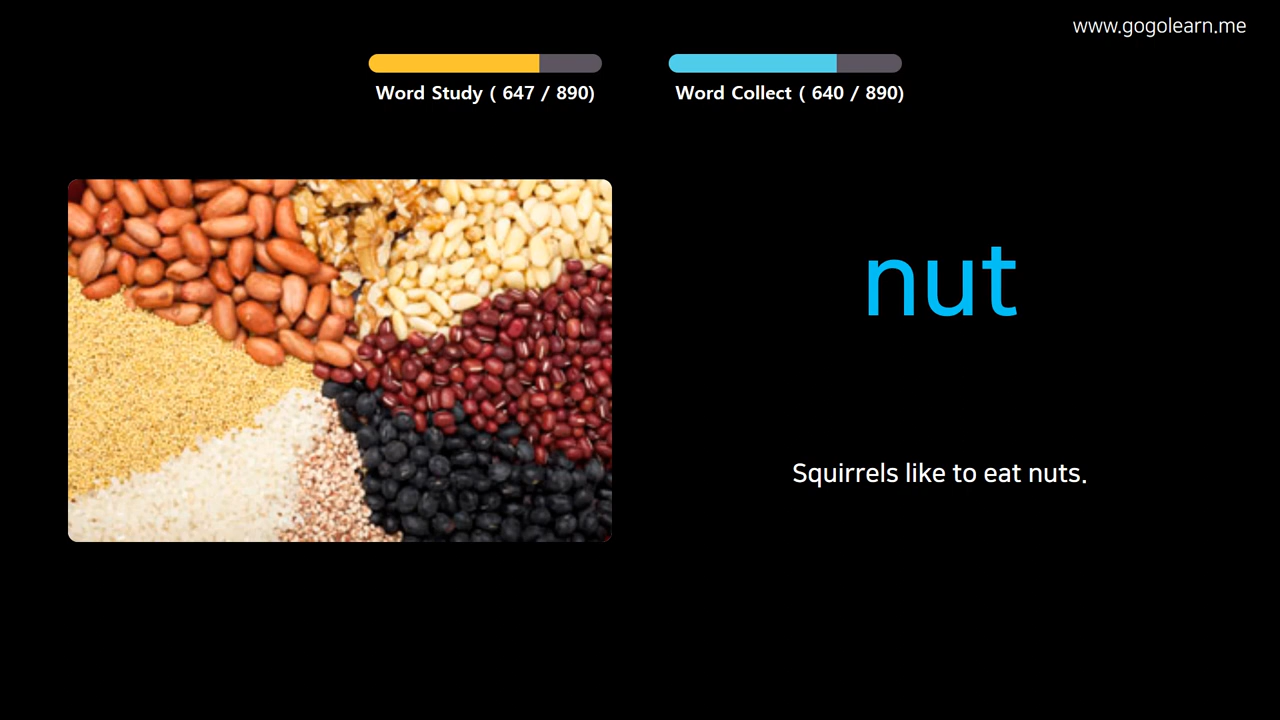 www.gogolearn.me
Word Study ( 647 / 890)
Word Collect ( 640 / 890)
nut
Squirrels like to eat nuts.